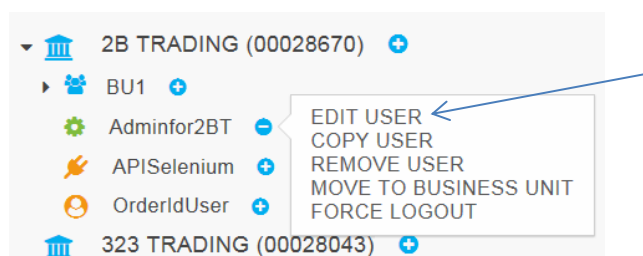 2B TRADING (00028670)
BU1
Adminfor2BT
EDIT USER
COPY USER
REMOVE USER
MOVE TO BUSINESS UNIT
FORCE LOGOUT
APISelenium
OrderIdUser
323 TRADING (00028043)